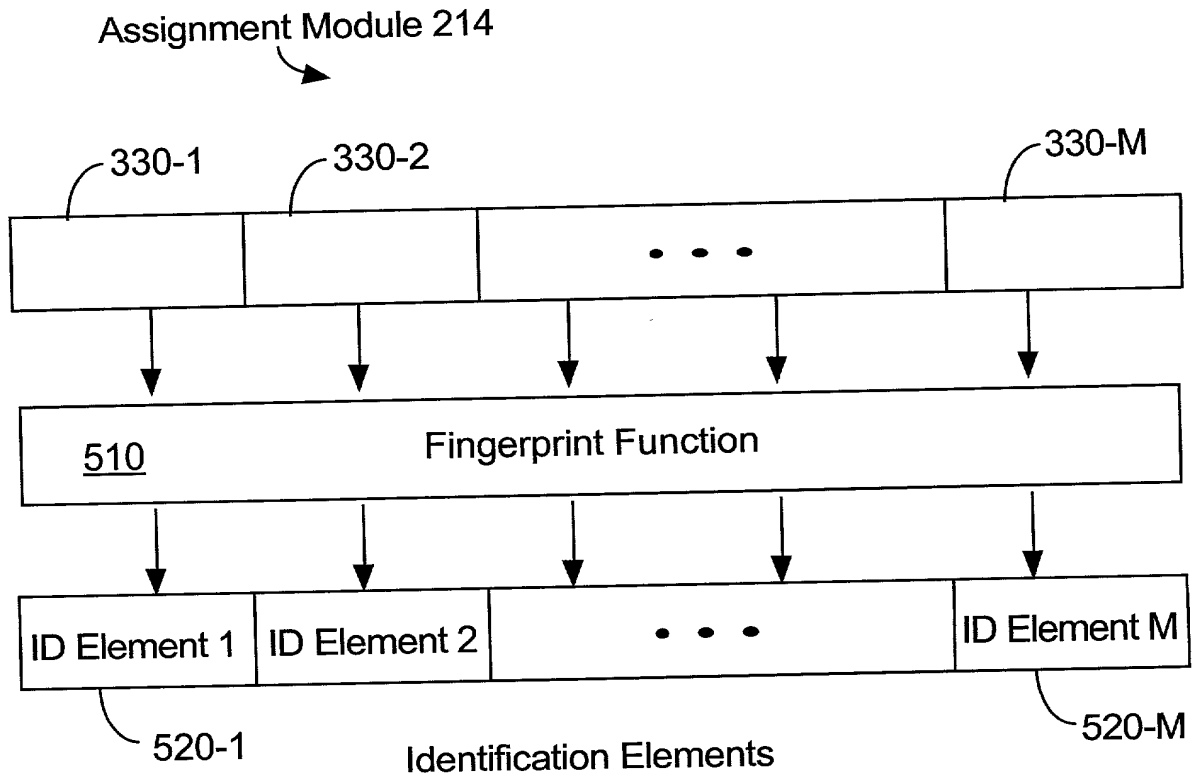 Assignment Module 214
330-1
330-2
330-M
510
Fingerprint Function
ID Element 1
ID Element 2
ID Element M
520-1
520-M
Identification Elements